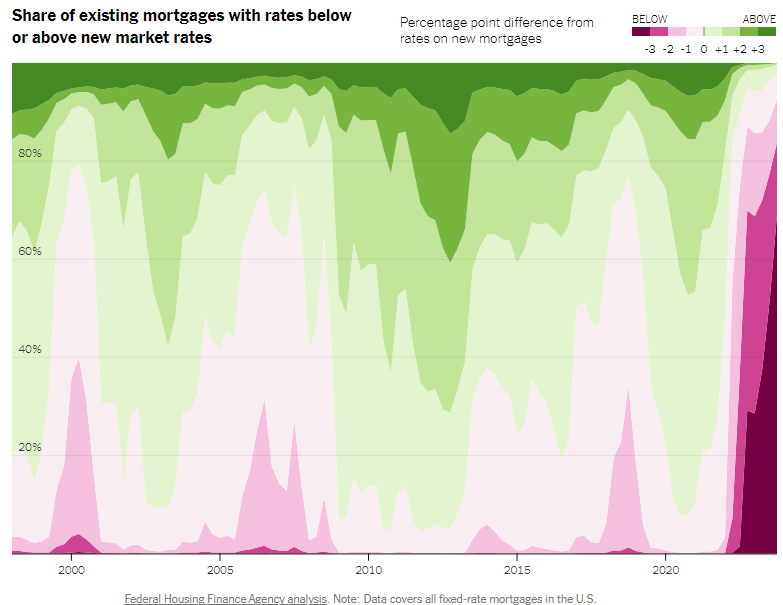 Share of existing mortgages with rates below
or above new market rates
Percentage point difference from
rates on new mortgages
BELOW ABOVE
-3 -2 -1 0 +1 +2 +3
80%
60%
40%
20%
2000 2005 2010 2015 2020
Federal Housing Finance Agency analysis. Note: Data covers all fixed-rate mortgages in the U.S.